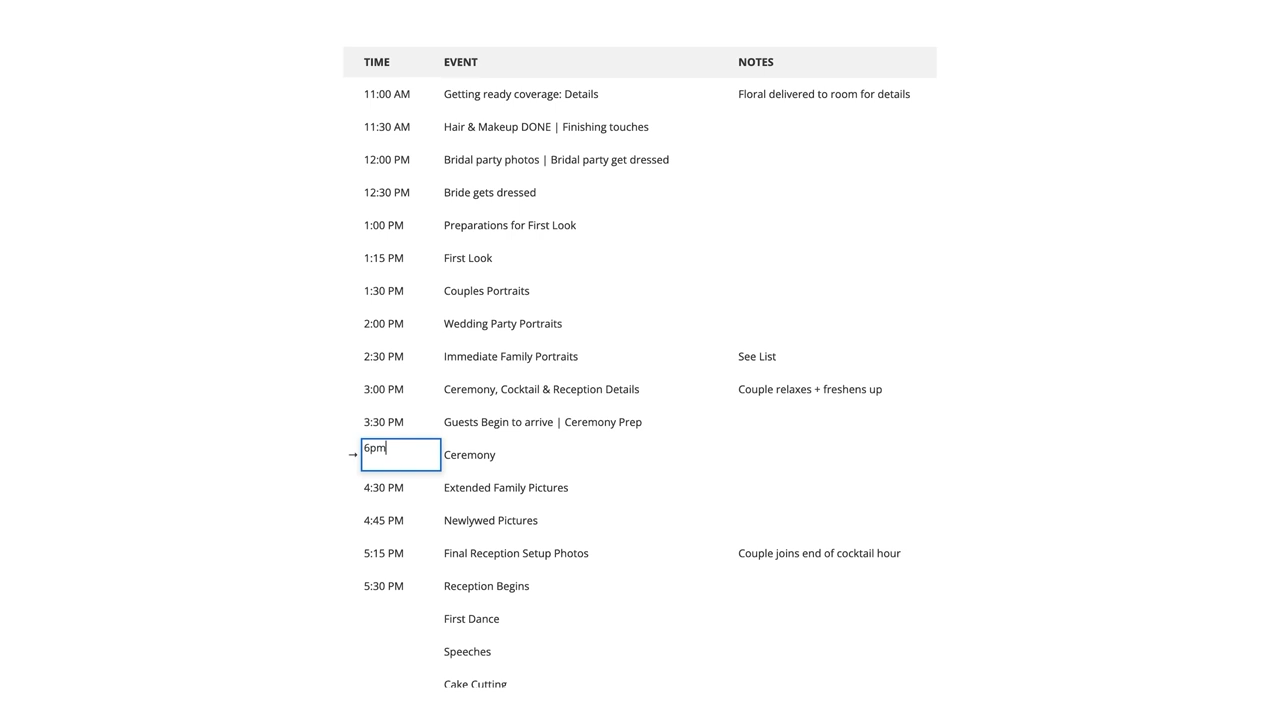 TIME EVENT NOTES
11:00 AM Getting ready coverage: Details Floral delivered to room for details
11:30 AM Hair & Makeup DONE | Finishing touches
12:00 PM Bridal party photos | Bridal party get dressed
12:30 PM Bride gets dressed
1:00 PM Preparations for First Look
1:15 PM First Look
1:30 PM Couples Portraits
2:00 PM Wedding Party Portraits
2:30 PM Immediate Family Portraits See List
3:00 PM Ceremony, Cocktail & Reception Details Couple relaxes + freshens up
3:30 PM Guests Begin to arrive | Ceremony Prep
→ 6pm Ceremony
4:30 PM Extended Family Pictures
4:45 PM Newlywed Pictures
5:15 PM Final Reception Setup Photos Couple joins end of cocktail hour
5:30 PM Reception Begins
First Dance
Speeches
Cake Cutting